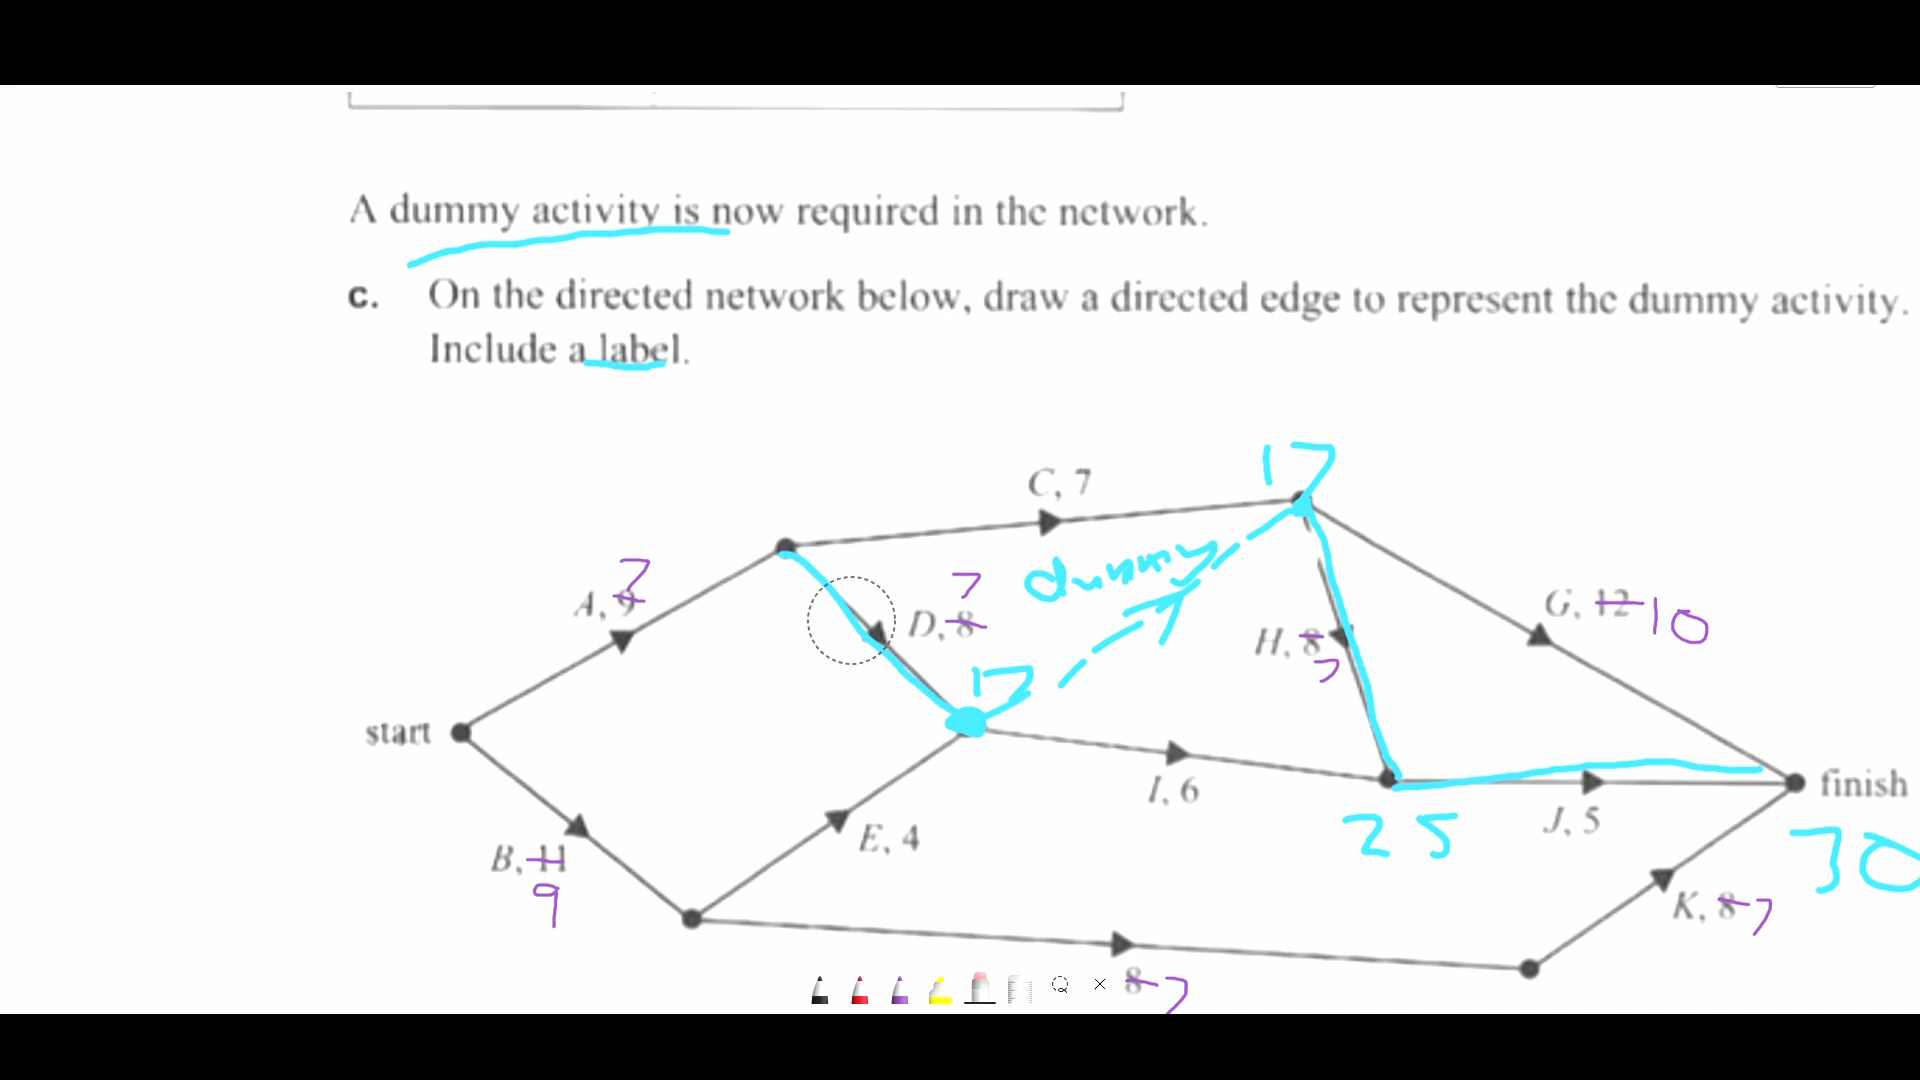 A dummy activity is now required in the network.
c. On the directed network below, draw a directed edge to represent the dummy activity.
Include a label.
17
C, 7
A, 9 7
7
D, 8
dummy
G, 12 10
H, 8
7
17
start
I, 6
finish
J, 5
25
30
E, 4
B, 11
9
K, 8 7
8 7